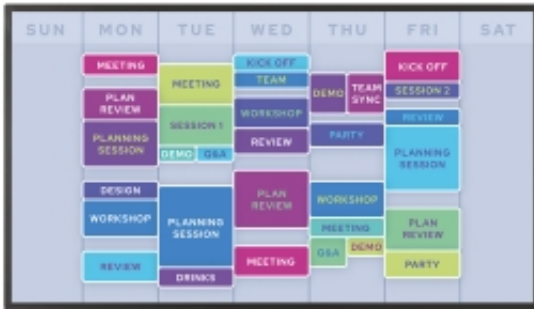 SUN MON TUE WED THU FRI SAT
MEETING
PLAN
REVIEW
PLANNING
SESSION
DESIGN
WORKSHOP
REVIEW
MEETING
SESSION 1
DEMO Q&A
PLANNING
SESSION
DRINKS
KICK OFF
TEAM
WORKSHOP
REVIEW
PLAN
REVIEW
MEETING
DEMO TEAM
SYNC
PARTY
WORKSHOP
MEETING
Q&A DEMO
KICK OFF
SESSION 2
REVIEW
PLANNING
SESSION
PLAN
REVIEW
PARTY